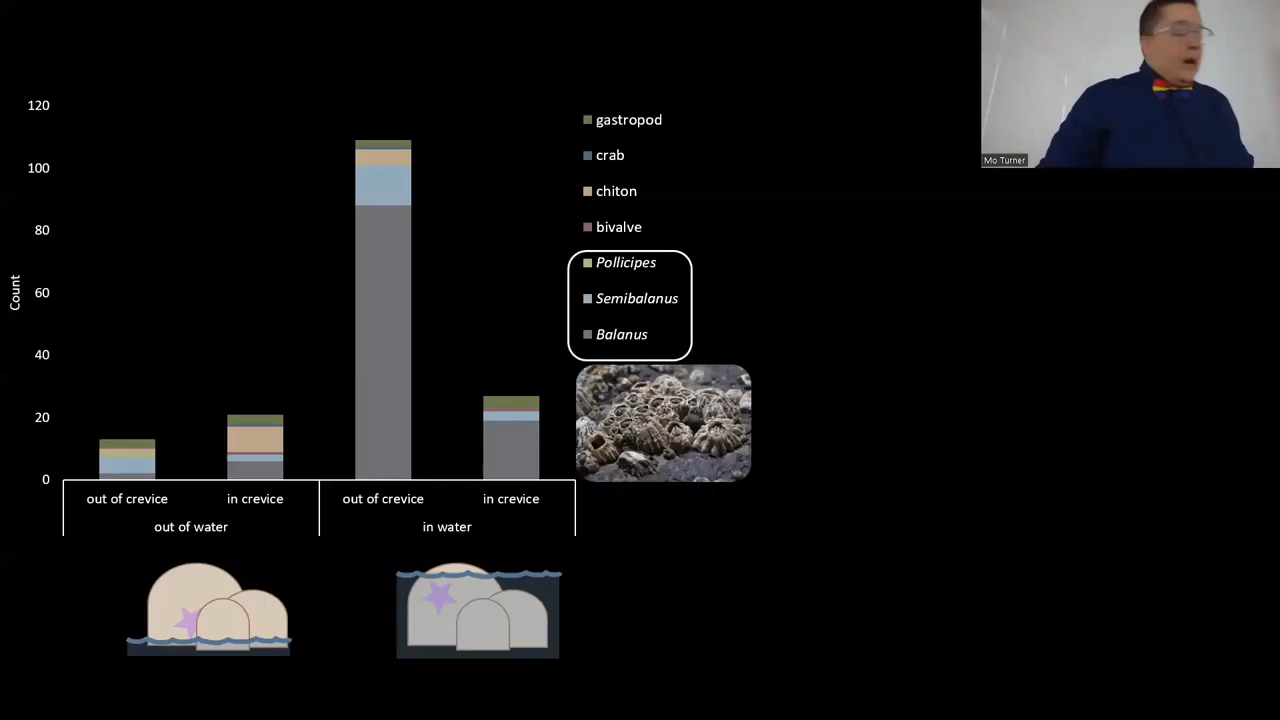 120
100
80
60
40
20
0
Count
out of crevice
in crevice
out of crevice
in crevice
out of water
in water
gastropod
crab
chiton
bivalve
Pollicipes
Semibalanus
Balanus
Mo Turner